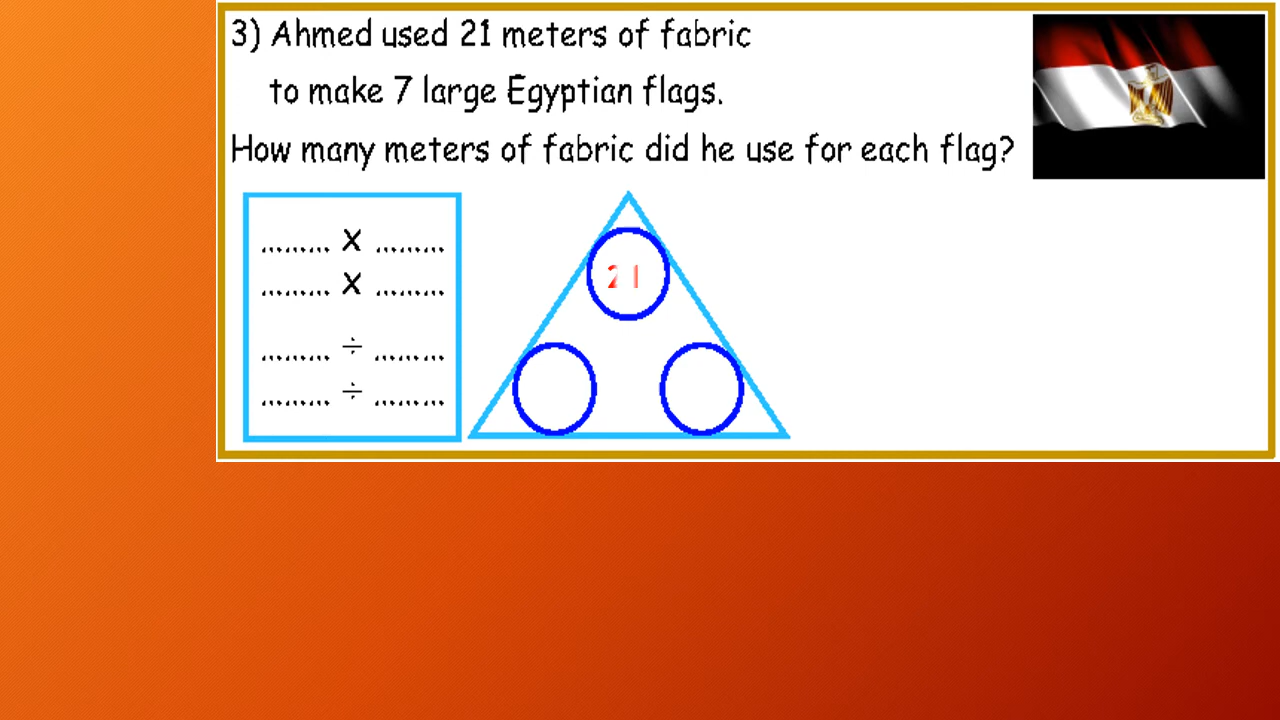 3) Ahmed used 21 meters of fabric
to make 7 large Egyptian flags.
How many meters of fabric did he use for each flag?
......... x .........
......... x .........
......... ÷ .........
......... ÷ .........
21